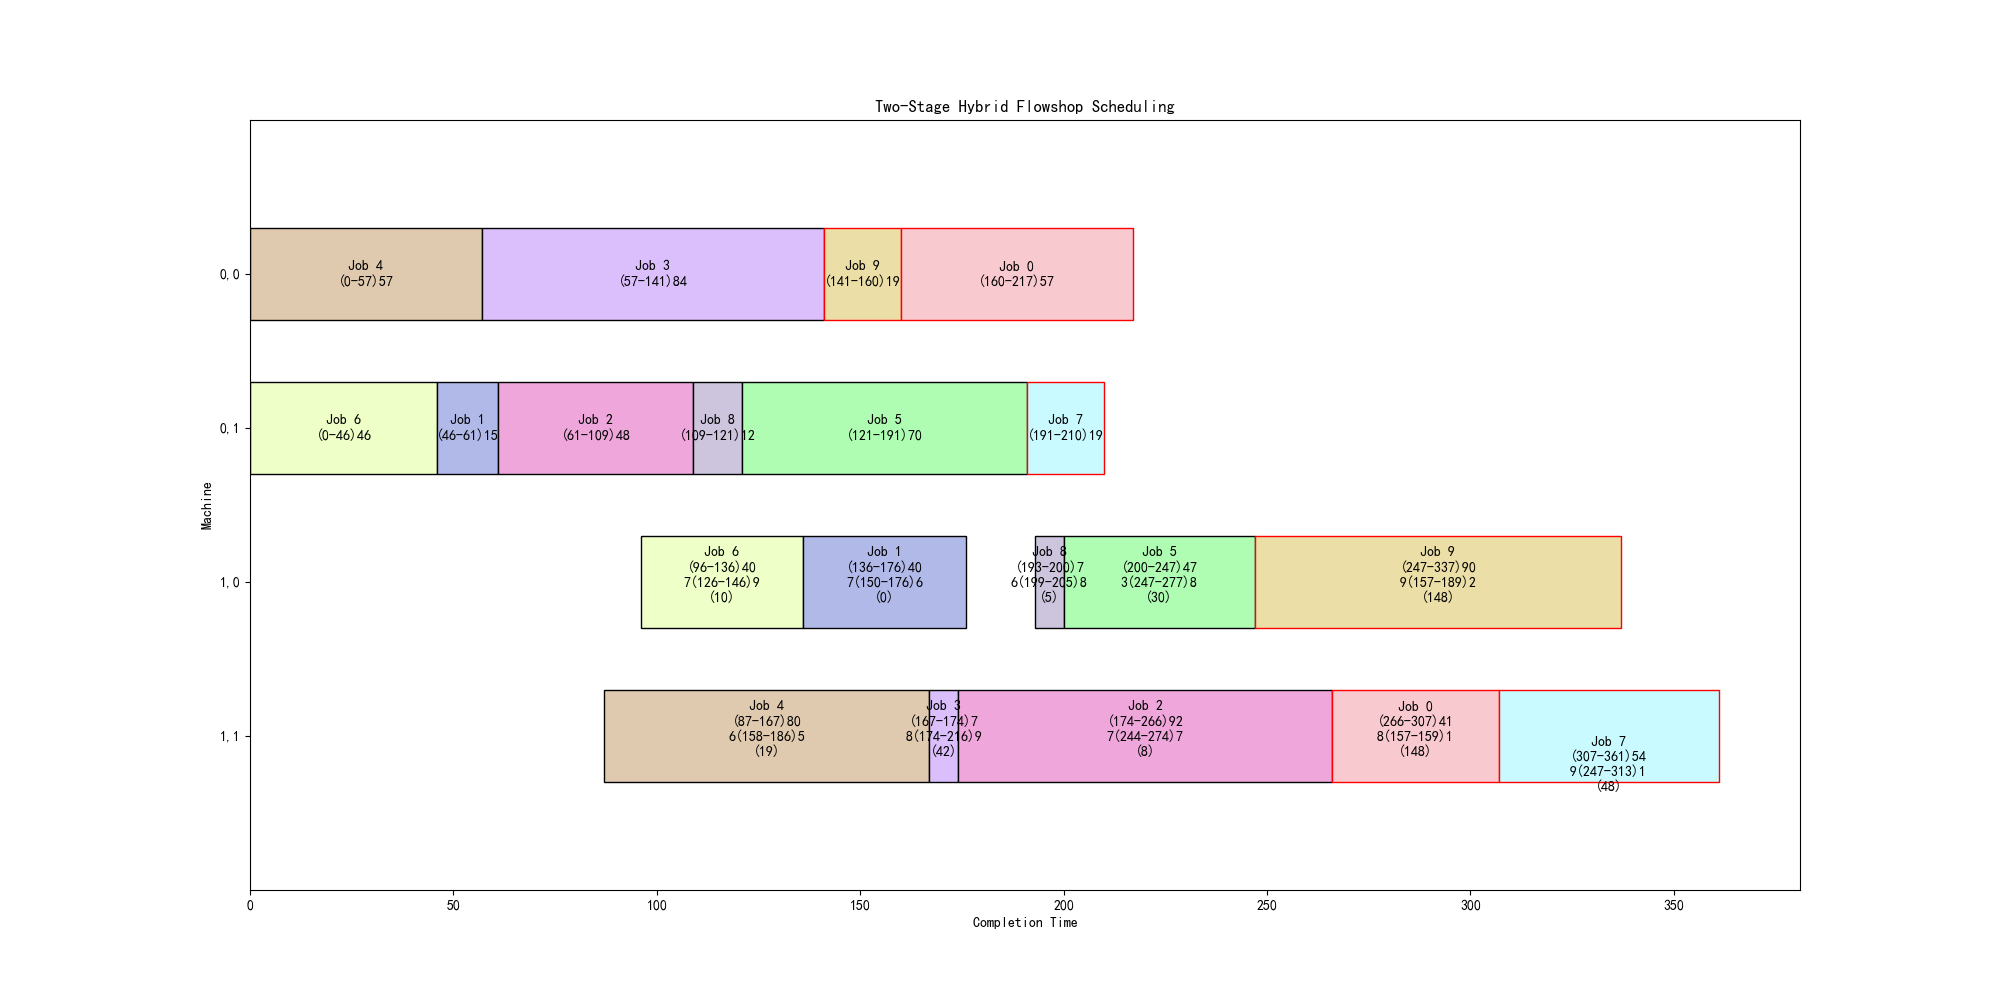 Two-Stage Hybrid Flowshop Scheduling
0,0
Job 4
(0-57)57
Job 3
(57-141)84
Job 9
(141-160)19
Job 0
(160-217)57
0,1
Job 6
(0-46)46
Job 1
(46-61)15
Job 2
(61-109)48
Job 8
(109-121)12
Job 5
(121-191)70
Job 7
(191-210)19
Machine
1,0
Job 6
(96-136)40
7(126-146)9
(10)
Job 1
(136-176)40
7(150-176)6
(0)
Job 8
(193-200)7
6(199-205)8
(5)
Job 5
(200-247)47
3(247-277)8
(30)
Job 9
(247-337)90
9(157-189)2
(148)
1,1
Job 4
(87-167)80
6(158-186)5
(19)
Job 3
(167-174)7
8(174-216)9
(42)
Job 2
(174-266)92
7(244-274)7
(8)
Job 0
(266-307)41
8(157-159)1
(148)
Job 7
(307-361)54
9(247-313)1
(48)
0 50 100 150 200 250 300 350
Completion Time